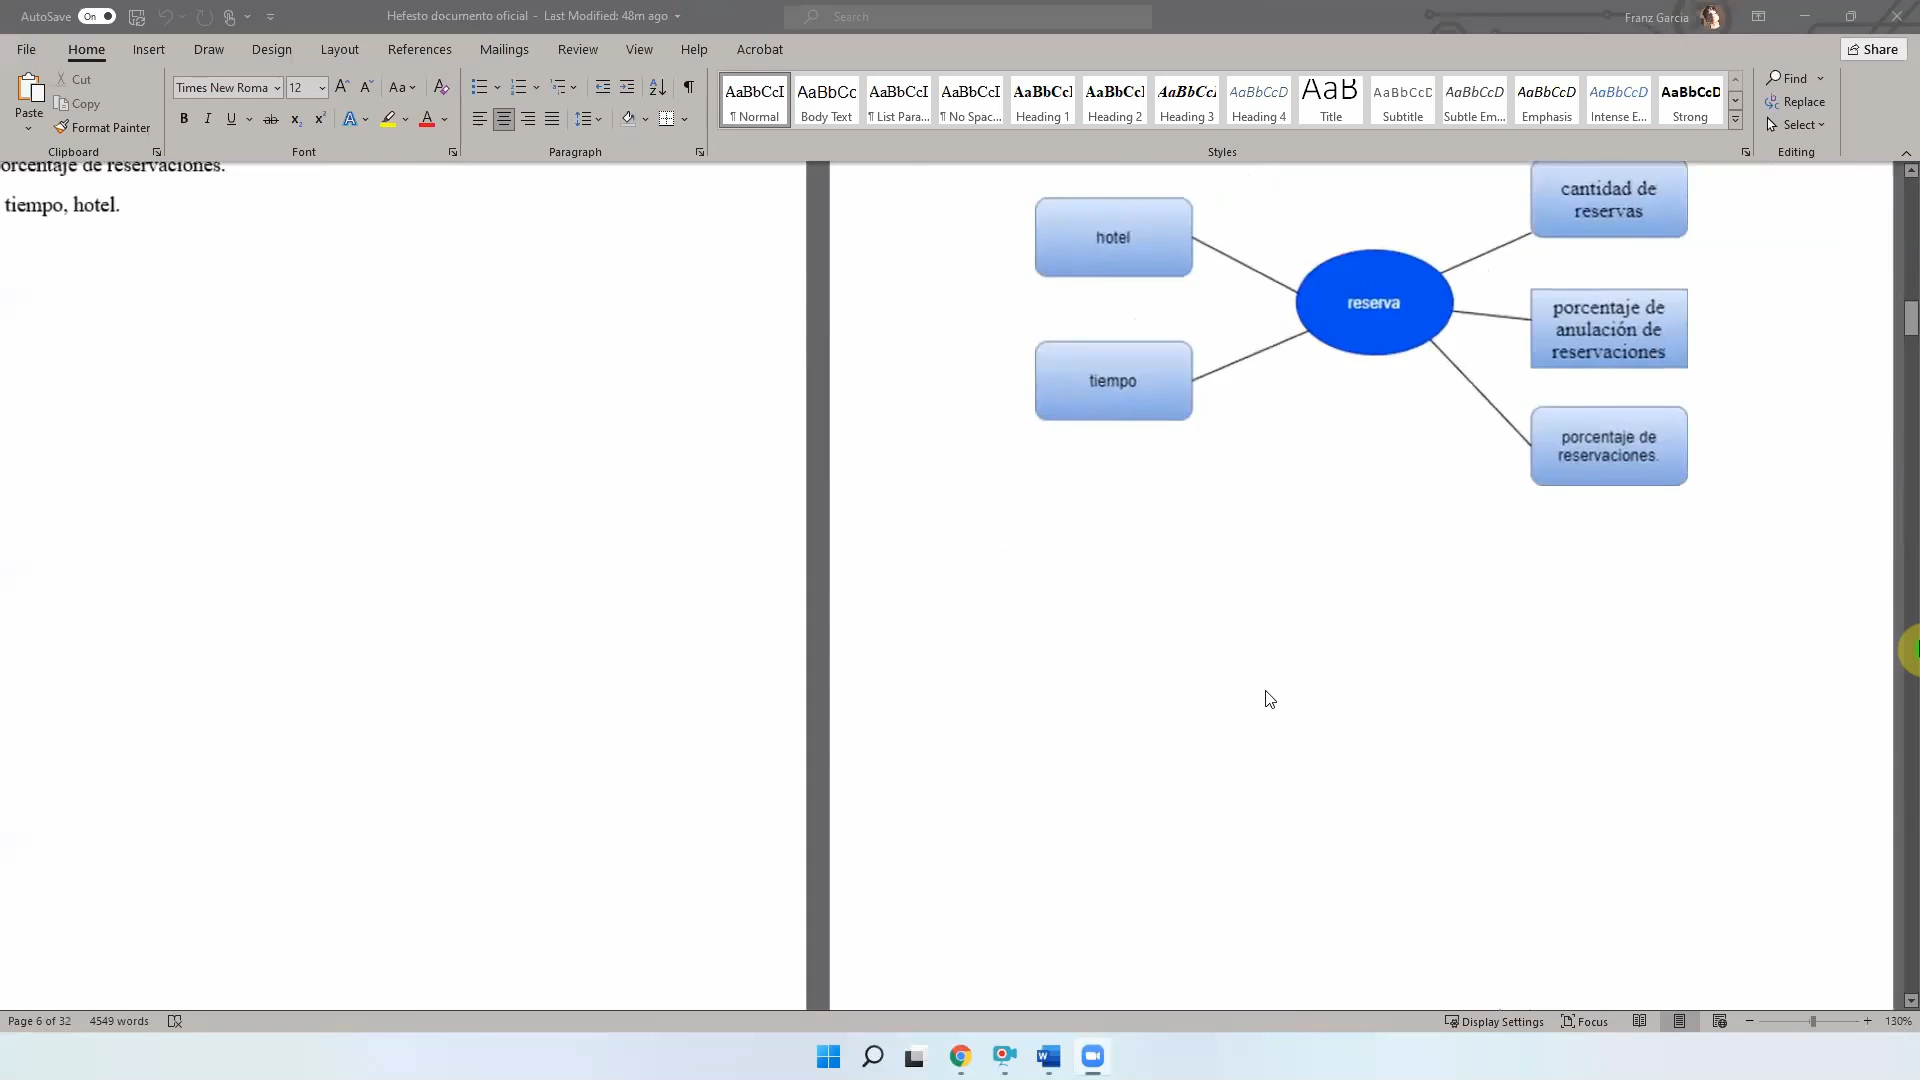 AutoSave On Hefesto documento oficial - Last Modified: 48m ago Search Franz Garcia
File Home Insert Draw Design Layout References Mailings Review View Help Acrobat Share
Paste Cut Copy Format Painter
Times New Roma 12
AaBbCcI AaBbCc AaBbCcI AaBbCcI AaBbCcI AaBbCcI AaBbCcI AaBbCcD AaB AaBbCcD AaBbCcD AaBbCcD AaBbCcD AaBbCcD
¶ Normal Body Text ¶ List Para... ¶ No Spac... Heading 1 Heading 2 Heading 3 Heading 4 Title Subtitle Subtle Em... Emphasis Intense E... Strong
Find
Replace
Select
Clipboard Font Paragraph Styles Editing
orcentaje de reservaciones.
tiempo, hotel.
hotel
tiempo
reserva
cantidad de
reservas
porcentaje de
anulación de
reservaciones
porcentaje de
reservaciones.
Page 6 of 32 4549 words Display Settings Focus 130%